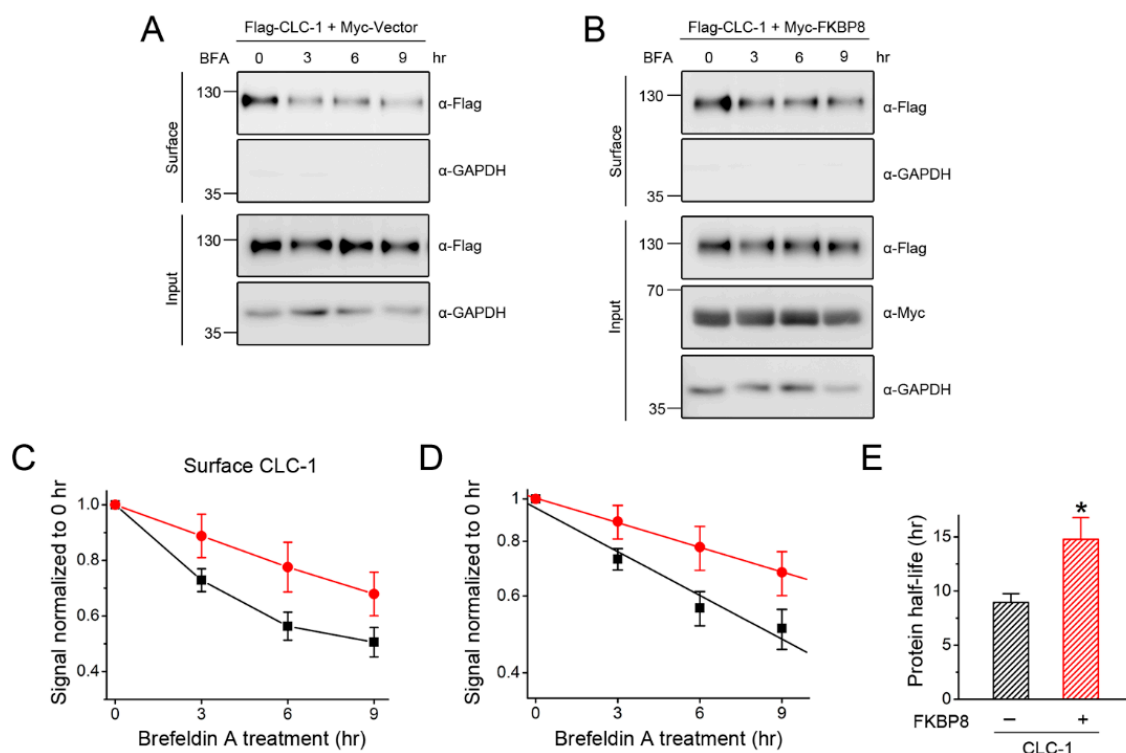 A
Flag-CLC-1 + Myc-Vector
BFA 0 3 6 9 hr
Surface
130
α-Flag
α-GAPDH
35
Input
130
α-Flag
α-GAPDH
35
B
Flag-CLC-1 + Myc-FKBP8
BFA 0 3 6 9 hr
Surface
130
α-Flag
α-GAPDH
35
Input
130
α-Flag
70
α-Myc
α-GAPDH
35
C
Surface CLC-1
Signal normalized to 0 hr
1.0
0.8
0.6
0.4
0 3 6 9
Brefeldin A treatment (hr)
D
Signal normalized to 0 hr
1
0.8
0.6
0.4
0 3 6 9
Brefeldin A treatment (hr)
E
Protein half-life (hr)
15
10
5
0
*
FKBP8 − +
CLC-1